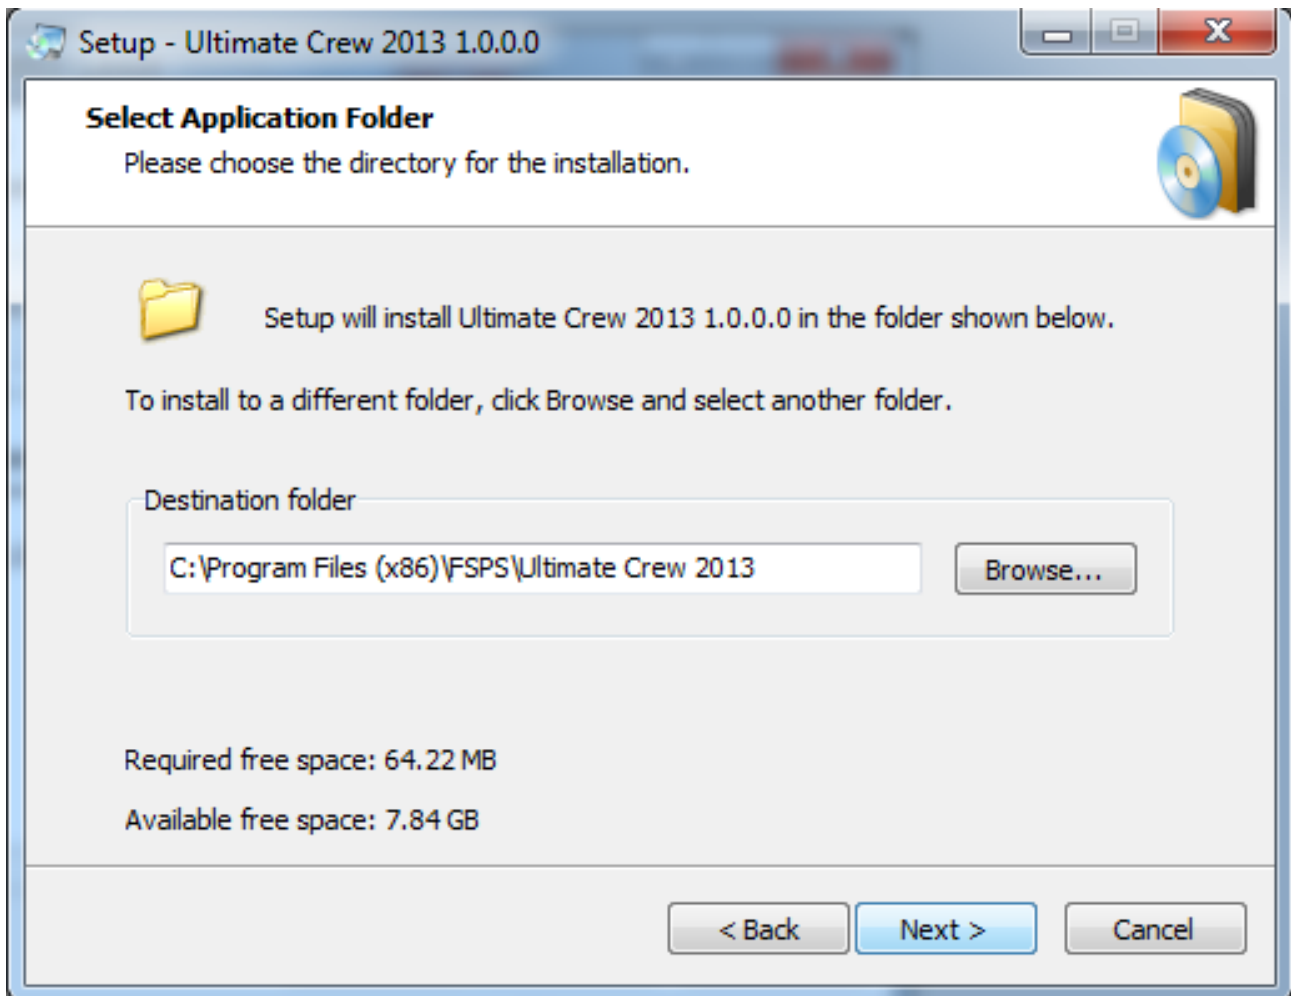 Setup - Ultimate Crew 2013 1.0.0.0
Select Application Folder
Please choose the directory for the installation.
Setup will install Ultimate Crew 2013 1.0.0.0 in the folder shown below.
To install to a different folder, click Browse and select another folder.
Destination folder
C:\Program Files (x86)\FSPS\Ultimate Crew 2013
Browse...
Required free space: 64.22 MB
Available free space: 7.84 GB
< Back
Next >
Cancel